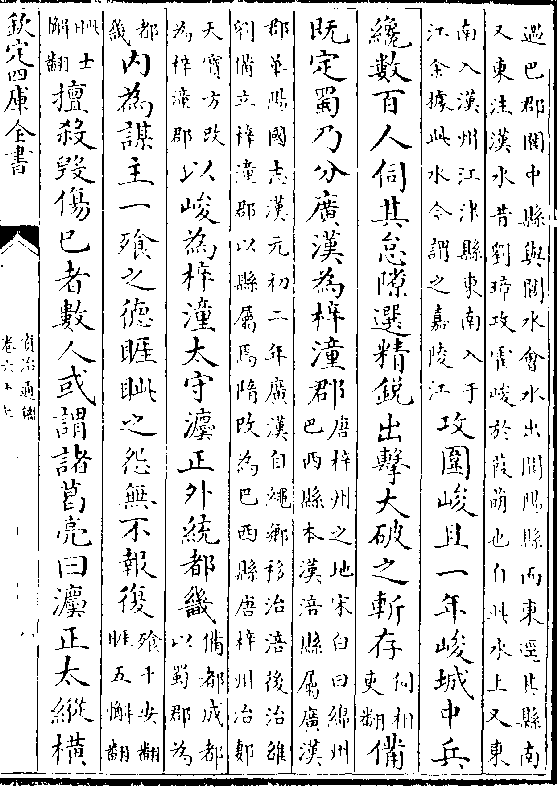 過巴郡閬中縣與閬水會水出閬陽縣而東逕其縣南
又東注漢水昔劉璋攻霍峻於葭萌也自此水上又東
南入漢州江津縣東南入于
江余據此水今謂之嘉陵江
攻圍峻且一年峻城中兵
纔數百人伺其怠隙選精銳出擊大破之斬存
伺相
吏翻
備
既定蜀乃分廣漢為梓潼郡
唐梓州之地宋白曰綿州
巴西縣本漢涪縣屬廣漢
郡華陽國志漢元初二年廣漢自繩鄉移治涪後治雒
劉備立梓潼郡以縣屬焉隋改為巴西縣唐梓州治郪
天寶方改
為梓潼郡
以峻為梓潼太守灋正外統都畿
備都成都
以蜀郡為
都
畿
內為謀主一飱之德睚眦之怨無不報復
飱千安翻
睚五懈翻
眦士
懈翻
擅殺毀傷已者數人或謂諸葛亮曰灋正太縱橫
欽定四庫全書
資治通鑑
卷六十七